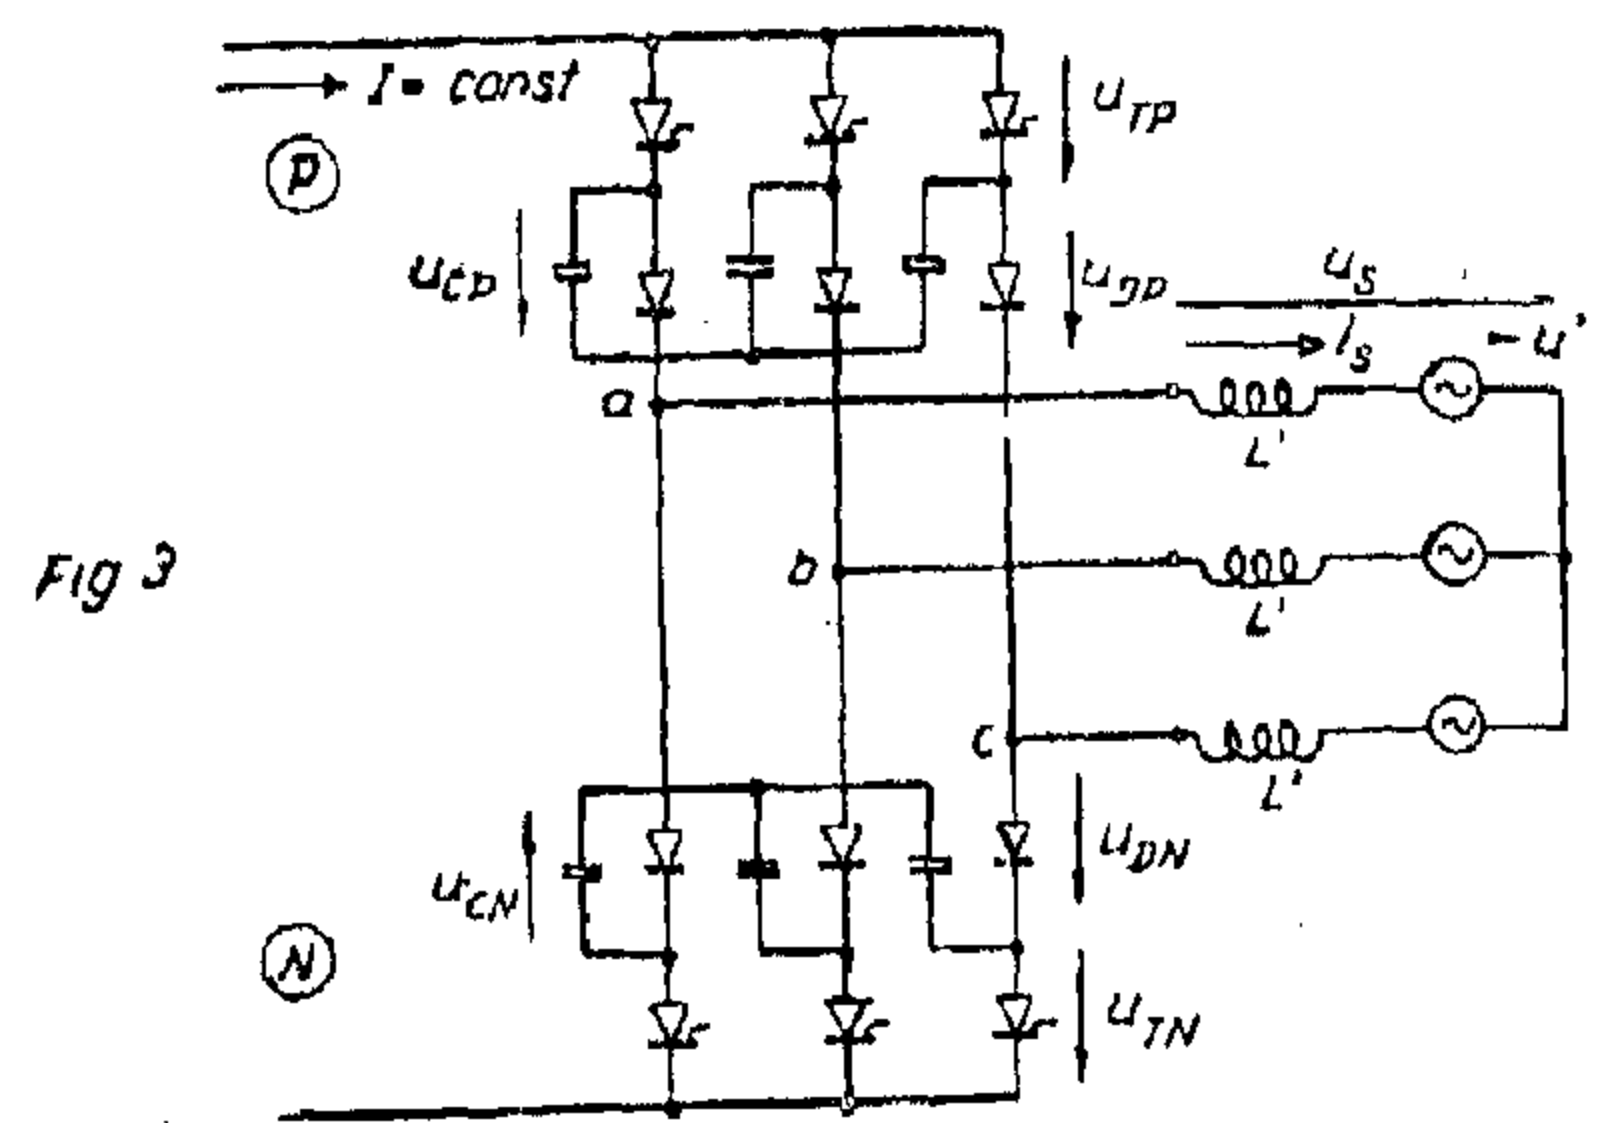 I = const
u_TP
P
u_CP
u_DP
u_S
i_S
-u'
a
L'
Fig 3
b
L'
c
L'
u_CN
u_DN
N
u_TN